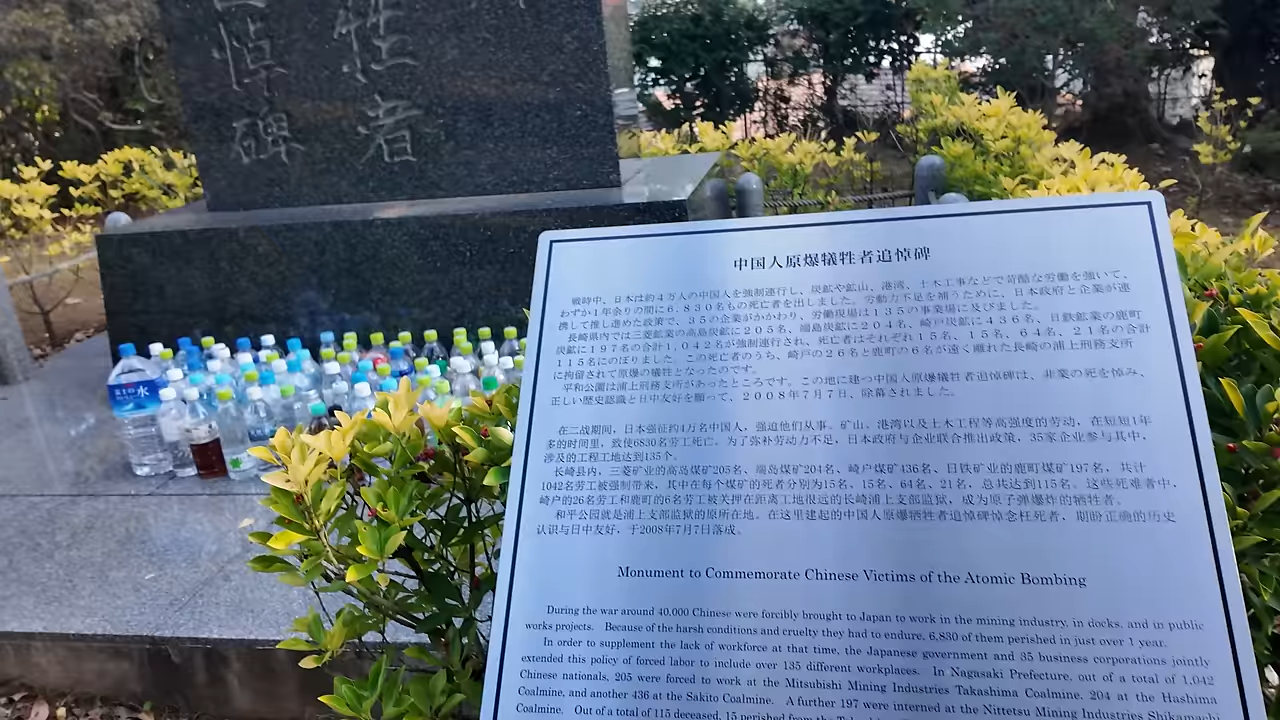 悼碑
牲者
水
中国人原爆犠牲者追悼碑
戦時中、日本は約4万人の中国人を強制連行し、炭鉱や鉱山、港湾、土木工事などで苛酷な労働を強いて、
わずか1年余りの間に6,830名もの死亡者を出しました。労動力不足を補うために、日本政府と企業が連
携して推し進めた政策で、35の企業がかかわり、労働現場は135の事業場に及びました。
長崎県内では三菱鉱業の高島炭鉱に205名、端島炭鉱に204名、崎戸炭鉱に436名、日鉄鉱業の鹿町
炭鉱に197名の合計1,042名が強制連行され、死亡者はそれぞれ15名、15名、64名、21名の合計
115名にのぼりました。この死亡者のうち、崎戸の26名と鹿町の6名が遠く離れた長崎の浦上刑務支所
に拘留されて原爆の犠牲となったのです。
平和公園は浦上刑務支所があったところです。この地に建つ中国人原爆犠牲者追悼碑は、非業の死を悼み、
正しい歴史認識と日中友好を願って、2008年7月7日、除幕されました。
在二战期间，日本强征约4万名中国人，强迫他们从事。矿山、港湾以及土木工程等高强度的劳动，在短短1年
多的时间里，致使6830名劳工死亡。为了弥补劳动力不足，日本政府与企业联合推出政策，35家企业参与其中，
涉及的工程工地达到135个。
长崎县内，三菱矿业的高岛煤矿205名、端岛煤矿204名、崎户煤矿436名、日铁矿业的鹿町煤矿197名，共计
1042名劳工被强制带来，其中在每个煤矿的死者分别为15名、15名、64名、21名，总共达到115名。这些死难者中，
崎户的26名劳工和鹿町的6名劳工被关押在距离工地很远的长崎浦上支部监狱，成为原子弹爆炸的牺牲者。
和平公园就是浦上支部监狱的原所在地。在这里建起的中国人原爆牺牲者追悼碑悼念枉死者，期盼正确的历史
认识与日中友好，于2008年7月7日落成。
Monument to Commemorate Chinese Victims of the Atomic Bombing
During the war around 40,000 Chinese were forcibly brought to Japan to work in the mining industry, in docks, and in public
works projects. Because of the harsh conditions and cruelty they had to endure, 6,830 of them perished in just over 1 year.
In order to supplement the lack of workforce at that time, the Japanese government and 35 business corporations jointly
extended this policy of forced labor to include over 135 different workplaces. In Nagasaki Prefecture, out of a total of 1,042
Chinese nationals, 205 were forced to work at the Mitsubishi Mining Industries Takashima Coalmine, 204 at the Hashima
Coalmine, and another 436 at the Sakito Coalmine. A further 197 were interned at the Nittetsu Mining Industries Shikamachi
Coalmine. Out of a total of 115 deceased, 15 perished from the